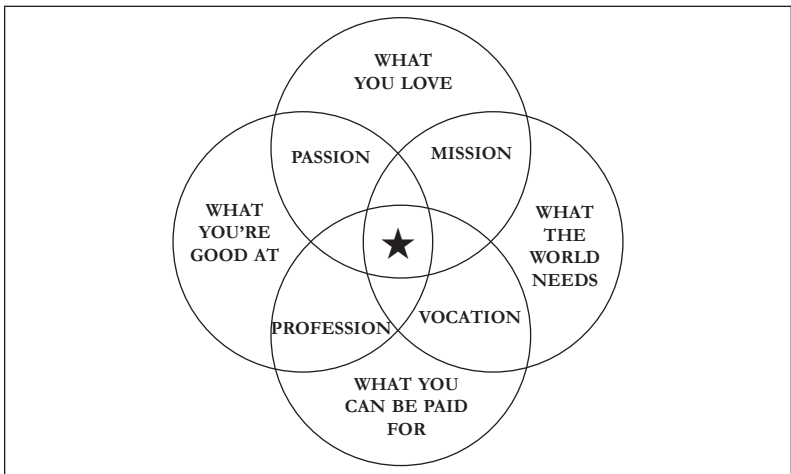 WHAT
YOU LOVE
PASSION
MISSION
WHAT
YOU'RE
GOOD AT
WHAT
THE
WORLD
NEEDS
PROFESSION
VOCATION
WHAT YOU
CAN BE PAID
FOR